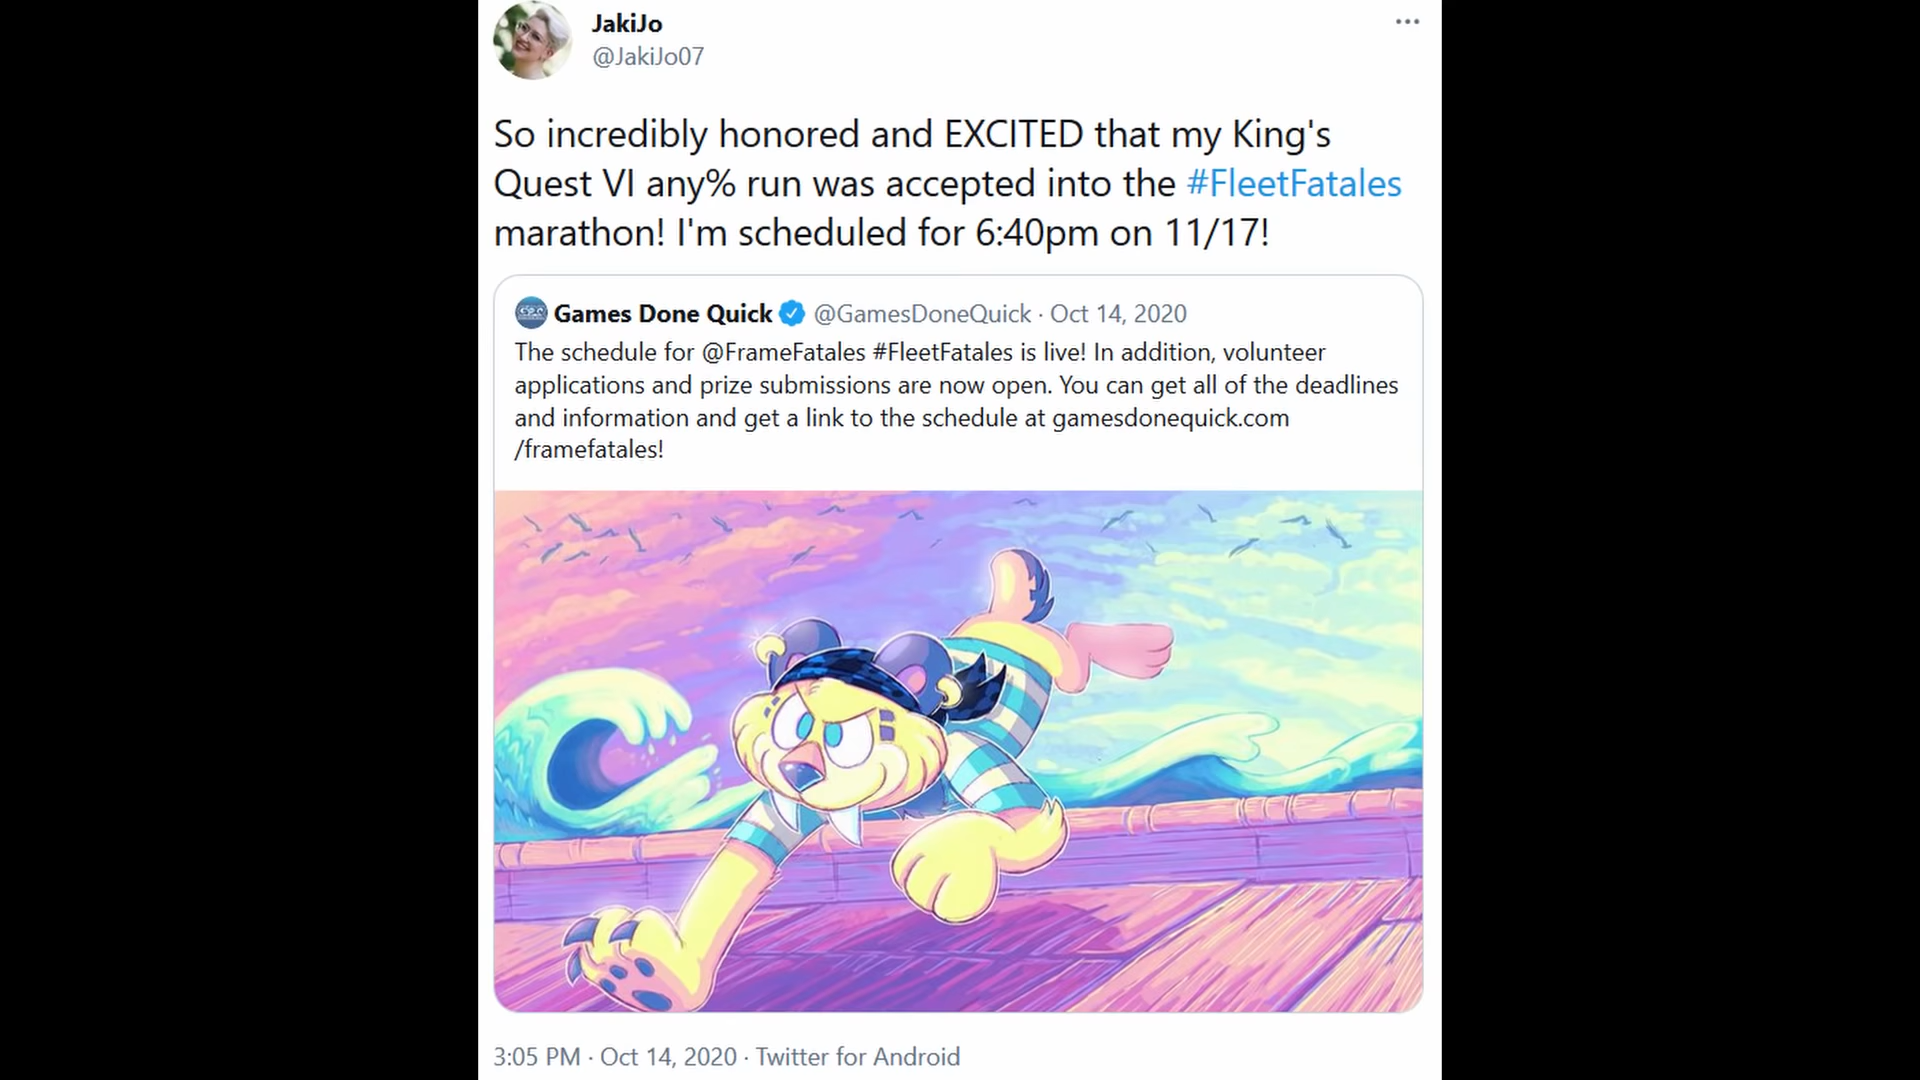 JakiJo
@JakiJo07
So incredibly honored and EXCITED that my King's
Quest VI any% run was accepted into the #FleetFatales
marathon! I'm scheduled for 6:40pm on 11/17!
Games Done Quick @GamesDoneQuick · Oct 14, 2020
The schedule for @FrameFatales #FleetFatales is live! In addition, volunteer
applications and prize submissions are now open. You can get all of the deadlines
and information and get a link to the schedule at gamesdonequick.com
/framefatales!
3:05 PM · Oct 14, 2020 · Twitter for Android